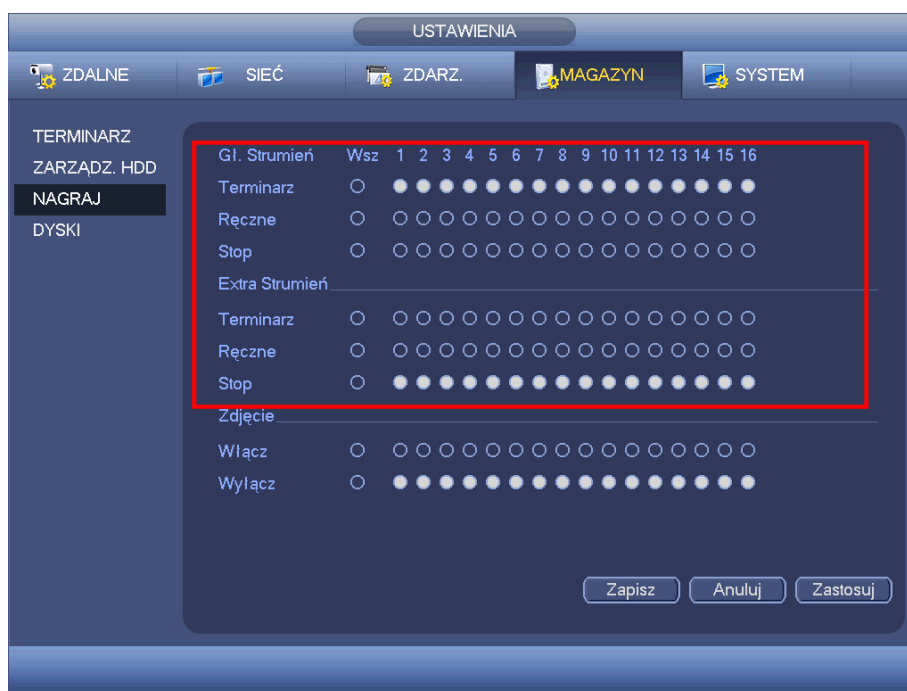 USTAWIENIA
ZDALNE SIEĆ ZDARZ. MAGAZYN SYSTEM
TERMINARZ
ZARZĄDZ. HDD
NAGRAJ
DYSKI
Gł. Strumień Wsz 1 2 3 4 5 6 7 8 9 10 11 12 13 14 15 16
Terminarz
Ręczne
Stop
Extra Strumień
Terminarz
Ręczne
Stop
Zdjęcie
Włącz
Wyłącz
Zapisz Anuluj Zastosuj